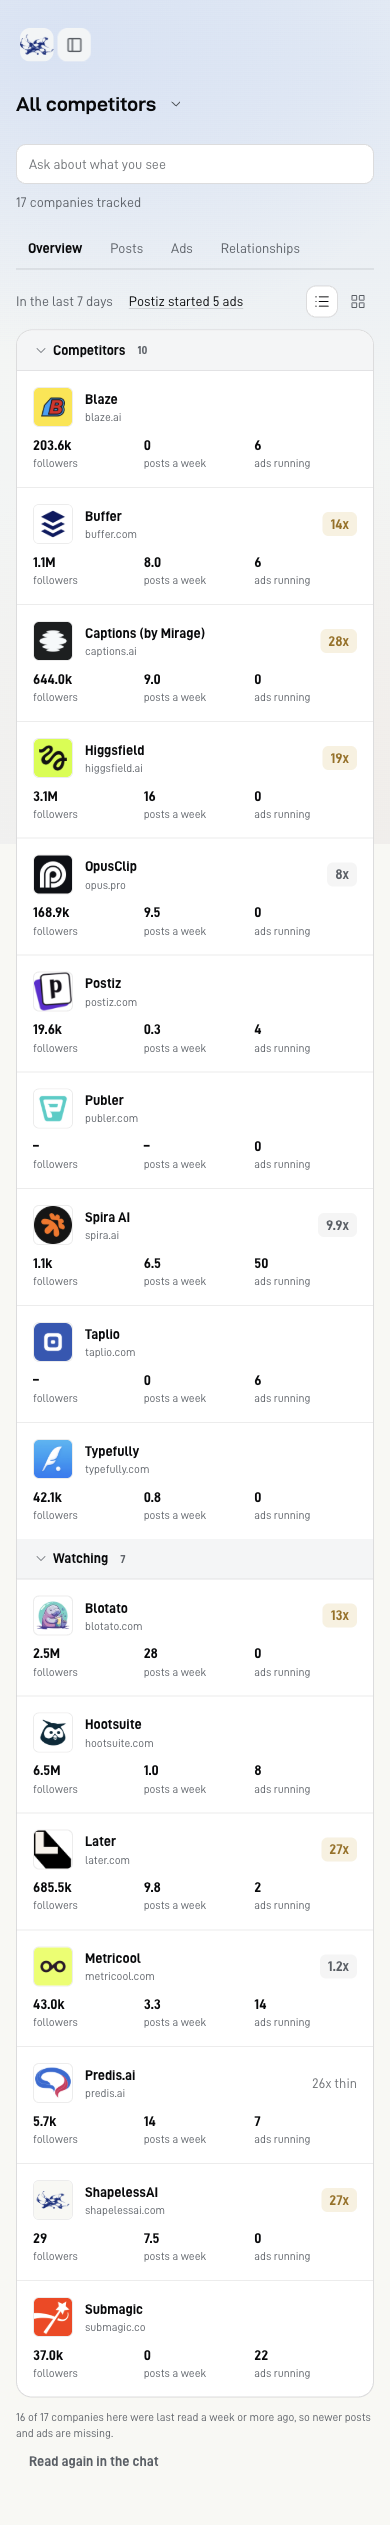 All competitors
Ask about what you see
17 companies tracked
Overview Posts Ads Relationships
In the last 7 days Postiz started 5 ads
Competitors 10
B
Blaze
blaze.ai
203.6k 0 6
followers posts a week ads running
Buffer 14x
buffer.com
1.1M 8.0 6
followers posts a week ads running
Captions (by Mirage) 28x
captions.ai
644.0k 9.0 0
followers posts a week ads running
Higgsfield 19x
higgsfield.ai
3.1M 16 0
followers posts a week ads running
OpusClip 8x
opus.pro
168.9k 9.5 0
followers posts a week ads running
P
Postiz
postiz.com
19.6k 0.3 4
followers posts a week ads running
Publer
publer.com
– – 0
followers posts a week ads running
Spira AI 9.9x
spira.ai
1.1k 6.5 50
followers posts a week ads running
Taplio
taplio.com
– 0 6
followers posts a week ads running
Typefully
typefully.com
42.1k 0.8 0
followers posts a week ads running
Watching 7
Blotato 13x
blotato.com
2.5M 28 0
followers posts a week ads running
Hootsuite
hootsuite.com
6.5M 1.0 8
followers posts a week ads running
Later 27x
later.com
685.5k 9.8 2
followers posts a week ads running
Metricool 1.2x
metricool.com
43.0k 3.3 14
followers posts a week ads running
Predis.ai 26x thin
predis.ai
5.7k 14 7
followers posts a week ads running
ShapelessAI 27x
shapelessai.com
29 7.5 0
followers posts a week ads running
Submagic
submagic.co
37.0k 0 22
followers posts a week ads running
16 of 17 companies here were last read a week or more ago, so newer posts
and ads are missing.
Read again in the chat